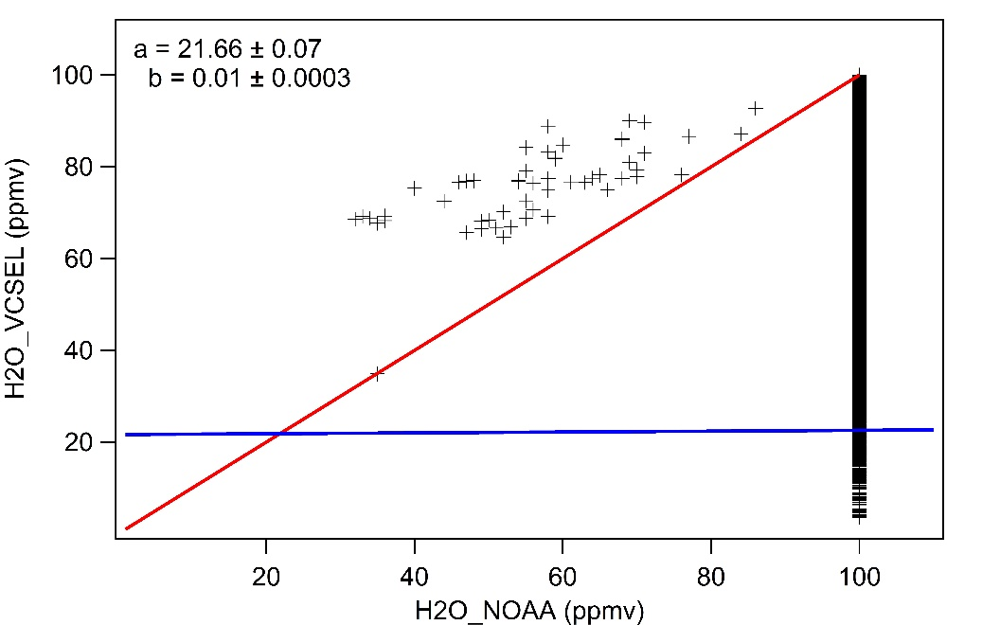 a = 21.66 ± 0.07
b = 0.01 ± 0.0003
100
80
60
40
20
H2O_VCSEL (ppmv)
20 40 60 80 100
H2O_NOAA (ppmv)